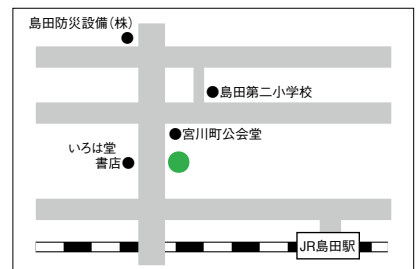 島田防災設備（株）
島田第二小学校
宮川町公会堂
いろは堂
書店
JR島田駅